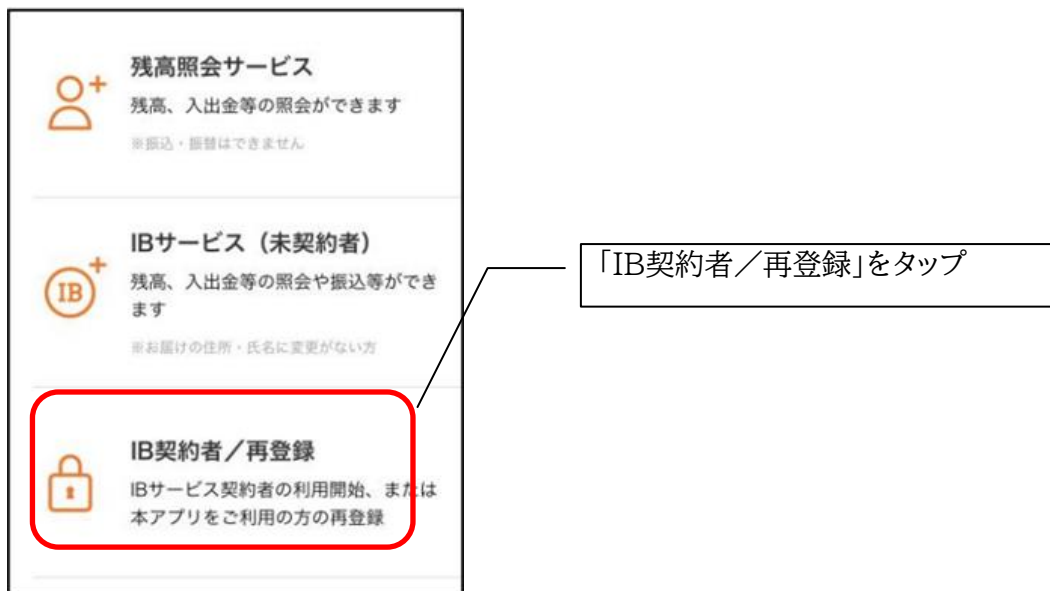 残高照会サービス
残高、入出金等の照会ができます
※振込・振替はできません
IBサービス（未契約者）
IB
残高、入出金等の照会や振込等ができ
ます
※お届けの住所・氏名に変更がない方
「IB契約者／再登録」をタップ
IB契約者／再登録
IBサービス契約者の利用開始、または
本アプリをご利用の方の再登録